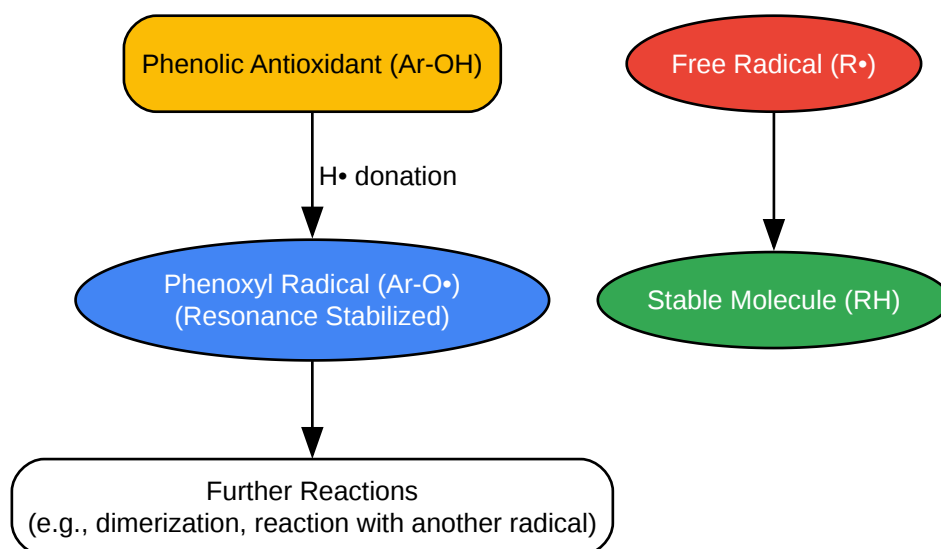 Phenolic Antioxidant (Ar-OH)
Free Radical (R•)
H• donation
Phenoxyl Radical (Ar-O•)
(Resonance Stabilized)
Stable Molecule (RH)
Further Reactions
(e.g., dimerization, reaction with another radical)